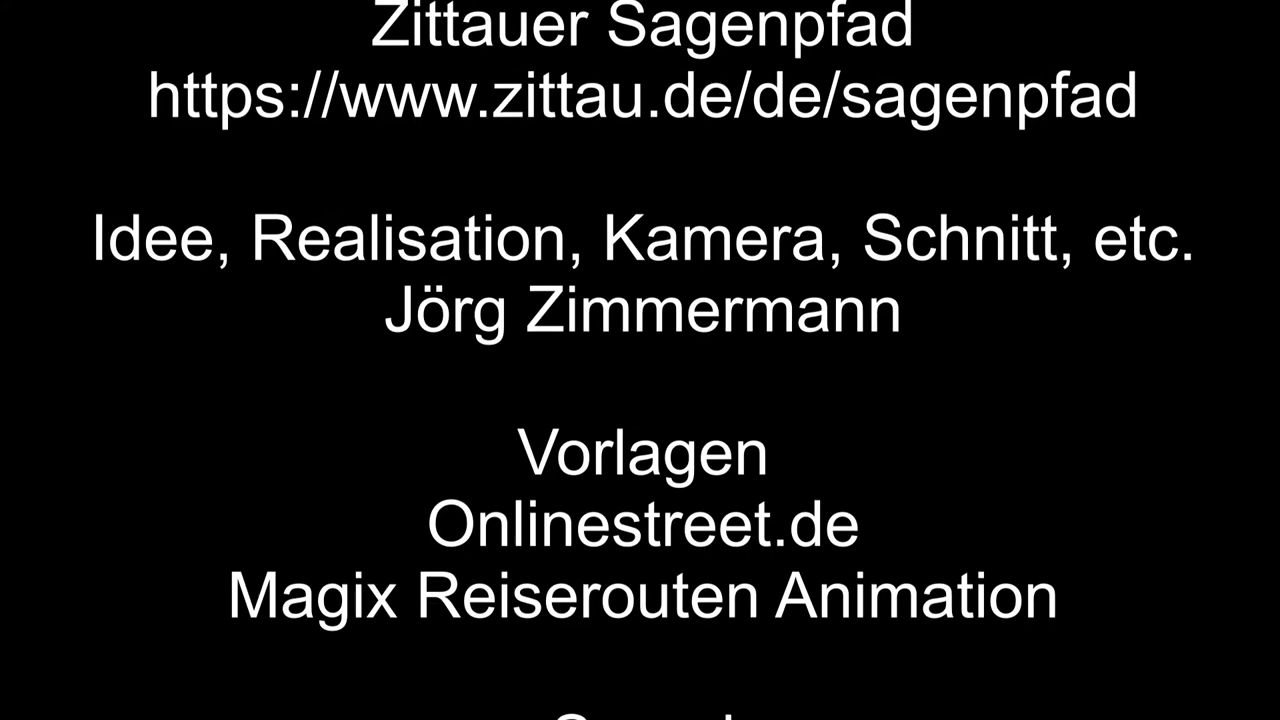 Zittauer Sagenpfad
https://www.zittau.de/de/sagenpfad
Idee, Realisation, Kamera, Schnitt, etc.
Jörg Zimmermann
Vorlagen
Onlinestreet.de
Magix Reiserouten Animation